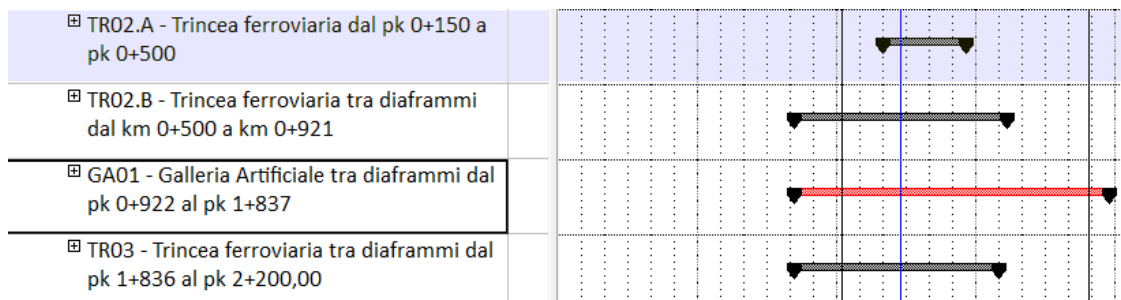 TR02.A - Trincea ferroviaria dal pk 0+150 a
pk 0+500
TR02.B - Trincea ferroviaria tra diaframmi
dal km 0+500 a km 0+921
GA01 - Galleria Artificiale tra diaframmi dal
pk 0+922 al pk 1+837
TR03 - Trincea ferroviaria tra diaframmi dal
pk 1+836 al pk 2+200,00